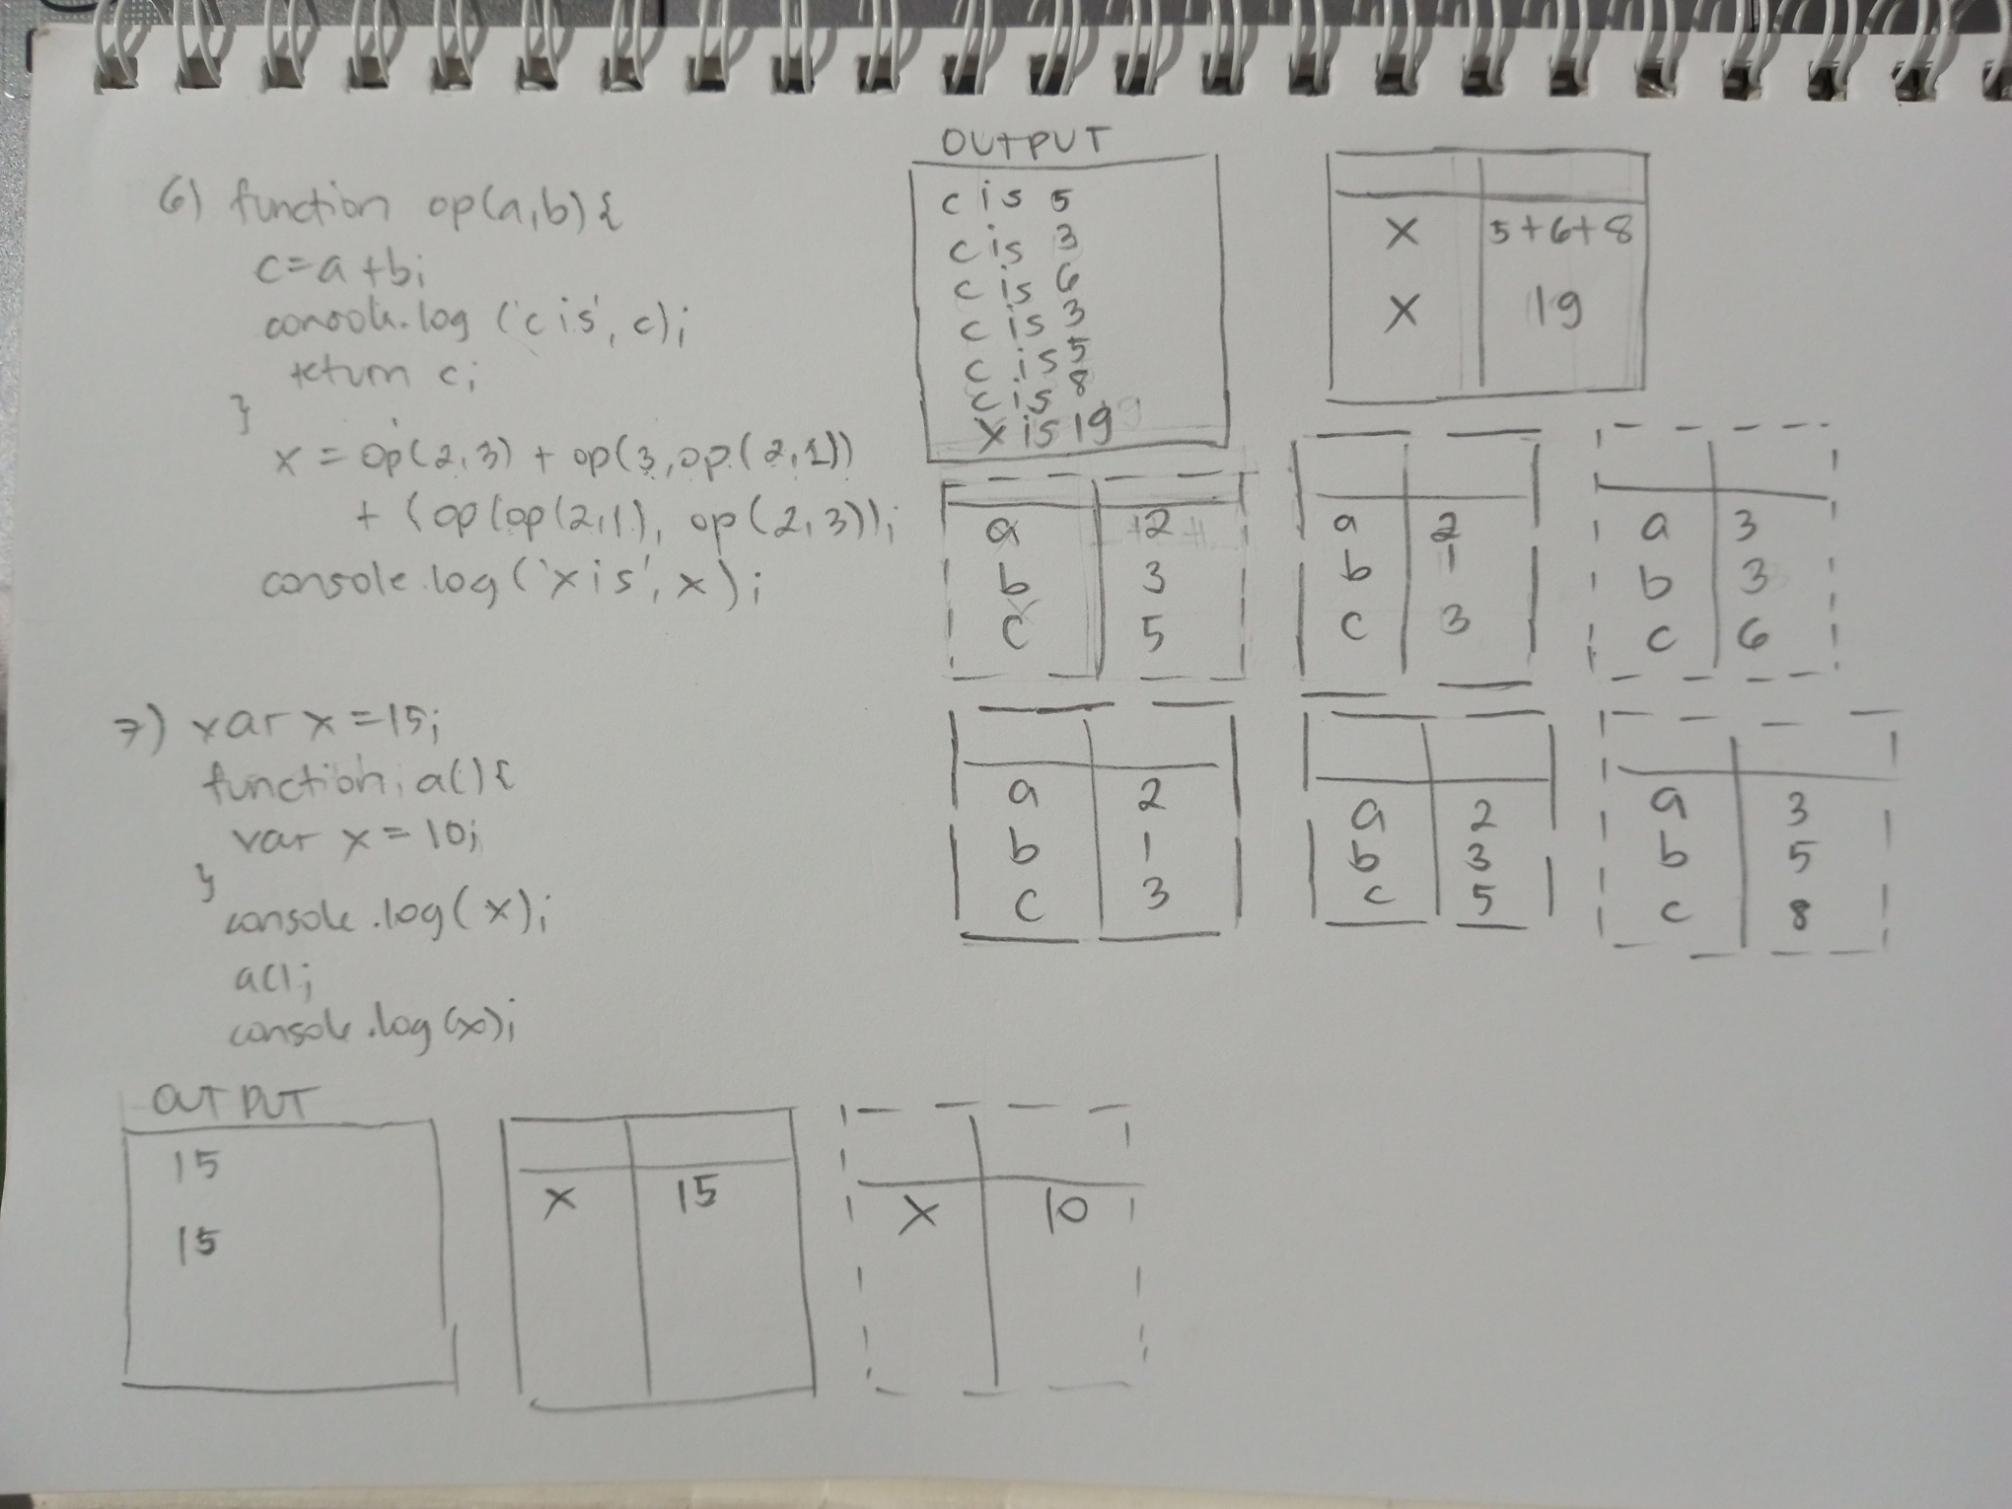 6) function op(a,b){
c=a+b;
console.log ('c is', c);
return c;
}
x = op(2,3) + op(3,op(2,1))
+ (op(op(2,1), op(2,3));
console.log('x is', x);
OUTPUT
c is 5
c is 3
c is 6
c is 3
c is 5
c is 8
x is 19
x 5+6+8
x 19
a 2
b 3
c 5
a 2
b 1
c 3
a 3
b 3
c 6
a 2
b 1
c 3
a 2
b 3
c 5
a 3
b 5
c 8
7) var x=15;
function a(){
var x=10;
}
console.log(x);
a();
console.log(x);
OUTPUT
15
15
x 15
x 10